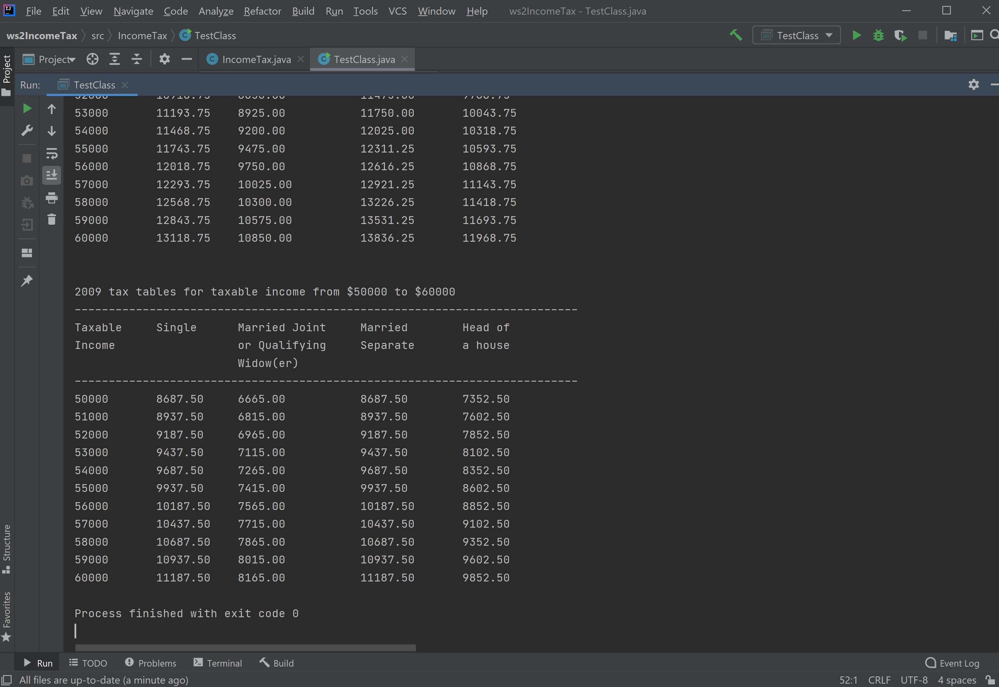 File Edit View Navigate Code Analyze Refactor Build Run Tools VCS Window Help ws2IncomeTax - TestClass.java
ws2IncomeTax src IncomeTax TestClass TestClass
Project Project IncomeTax.java TestClass.java
Run: TestClass
53000 11193.75 8925.00 11750.00 10043.75
54000 11468.75 9200.00 12025.00 10318.75
55000 11743.75 9475.00 12311.25 10593.75
56000 12018.75 9750.00 12616.25 10868.75
57000 12293.75 10025.00 12921.25 11143.75
58000 12568.75 10300.00 13226.25 11418.75
59000 12843.75 10575.00 13531.25 11693.75
60000 13118.75 10850.00 13836.25 11968.75
2009 tax tables for taxable income from $50000 to $60000
--------------------------------------------------------------------------
Taxable Single Married Joint Married Head of
Income or Qualifying Separate a house
Widow(er)
--------------------------------------------------------------------------
50000 8687.50 6665.00 8687.50 7352.50
51000 8937.50 6815.00 8937.50 7602.50
52000 9187.50 6965.00 9187.50 7852.50
53000 9437.50 7115.00 9437.50 8102.50
54000 9687.50 7265.00 9687.50 8352.50
55000 9937.50 7415.00 9937.50 8602.50
56000 10187.50 7565.00 10187.50 8852.50
57000 10437.50 7715.00 10437.50 9102.50
58000 10687.50 7865.00 10687.50 9352.50
59000 10937.50 8015.00 10937.50 9602.50
60000 11187.50 8165.00 11187.50 9852.50
Process finished with exit code 0
Structure
Favorites
Run TODO Problems Terminal Build Event Log
All files are up-to-date (a minute ago) 52:1 CRLF UTF-8 4 spaces